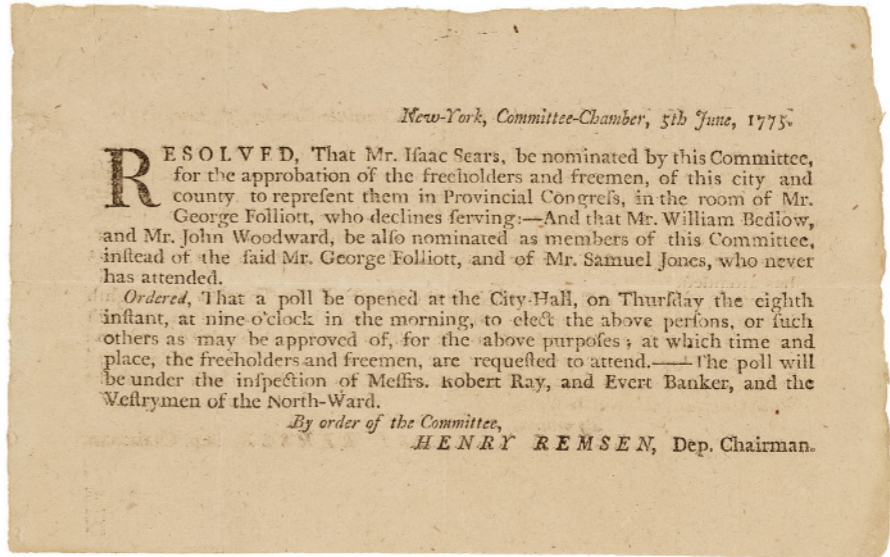 New-York, Committee-Chamber, 5th June, 1775.
RESOLVED, That Mr. Iſaac Sears, be nominated by this Committee,
for the approbation of the freeholders and freemen, of this city and
county to repreſent them in Provincial Congreſs, in the room of Mr.
George Folliott, who declines ſerving:—And that Mr. William Bedlow,
and Mr. John Woodward, be alſo nominated as members of this Committee,
inſtead of the ſaid Mr. George Folliott, and of Mr. Samuel Jones, who never
has attended.
Ordered, That a poll be opened at the City-Hall, on Thurſday the eighth
inſtant, at nine o'clock in the morning, to elect the above perſons, or ſuch
others as may be approved of, for the above purpoſes; at which time and
place, the freeholders and freemen, are requeſted to attend.——The poll will
be under the inſpection of Meſſrs. Robert Ray, and Evert Banker, and the
Veſtrymen of the North-Ward.
By order of the Committee,
HENRY REMSEN, Dep. Chairman.